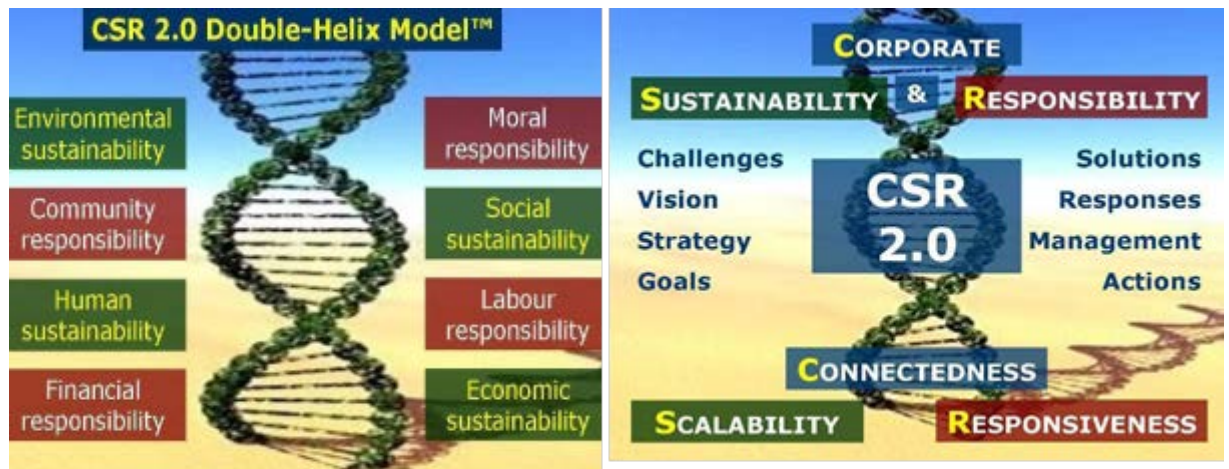 CSR 2.0 Double-Helix Model™
Environmental
sustainability
Moral
responsibility
Community
responsibility
Social
sustainability
Human
sustainability
Labour
responsibility
Financial
responsibility
Economic
sustainability
CORPORATE
SUSTAINABILITY & RESPONSIBILITY
Challenges
Vision
Strategy
Goals
CSR
2.0
Solutions
Responses
Management
Actions
CONNECTEDNESS
SCALABILITY
RESPONSIVENESS